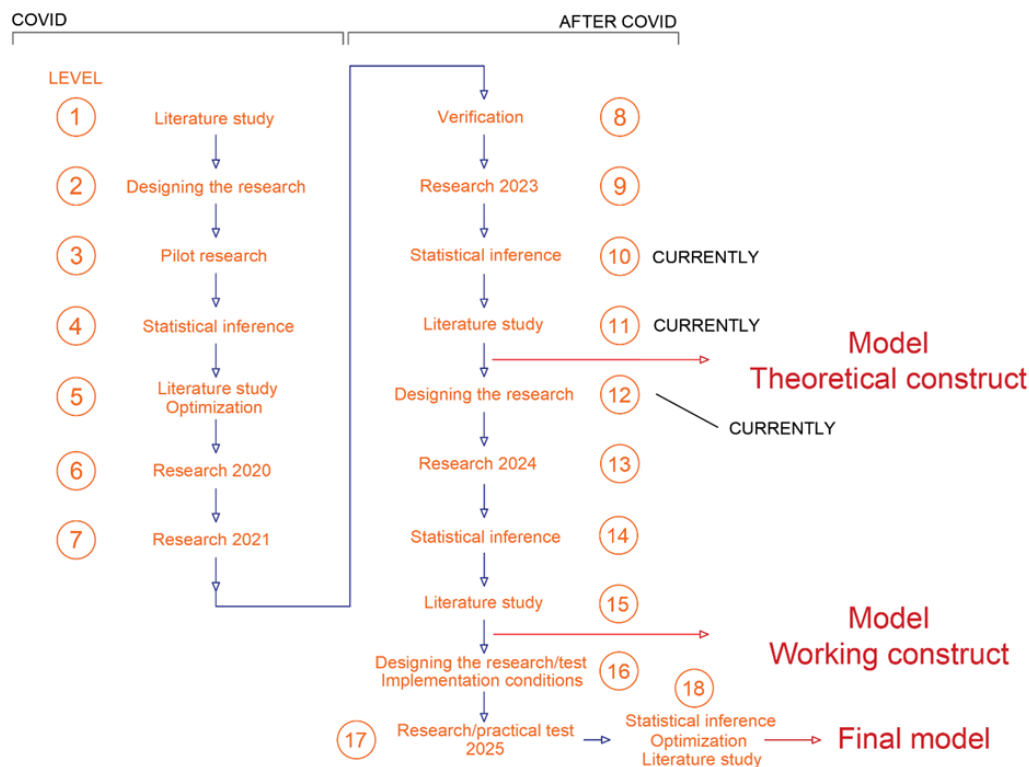 COVID
AFTER COVID
LEVEL
1
Literature study
2
Designing the research
3
Pilot research
4
Statistical inference
5
Literature study
Optimization
6
Research 2020
7
Research 2021
Verification
8
Research 2023
9
Statistical inference
10
CURRENTLY
Literature study
11
CURRENTLY
Model
Theoretical construct
Designing the research
12
CURRENTLY
Research 2024
13
Statistical inference
14
Literature study
15
Model
Working construct
Designing the research/test
Implementation conditions
16
17
Research/practical test
2025
18
Statistical inference
Optimization
Literature study
Final model